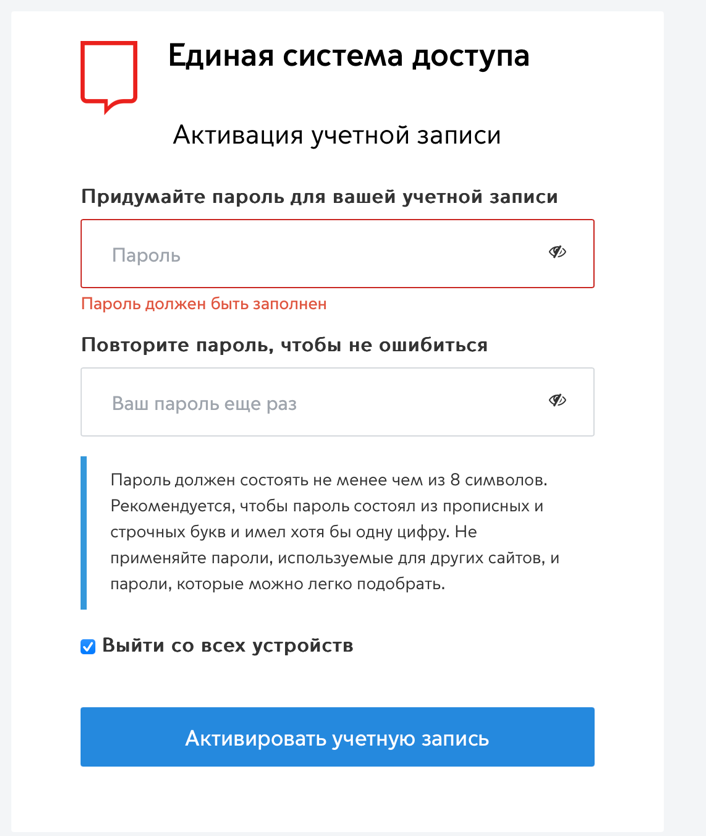 Единая система доступа
Активация учетной записи
Придумайте пароль для вашей учетной записи
Пароль
Пароль должен быть заполнен
Повторите пароль, чтобы не ошибиться
Ваш пароль еще раз
Пароль должен состоять не менее чем из 8 символов.
Рекомендуется, чтобы пароль состоял из прописных и
строчных букв и имел хотя бы одну цифру. Не
применяйте пароли, используемые для других сайтов, и
пароли, которые можно легко подобрать.
Выйти со всех устройств
Активировать учетную запись